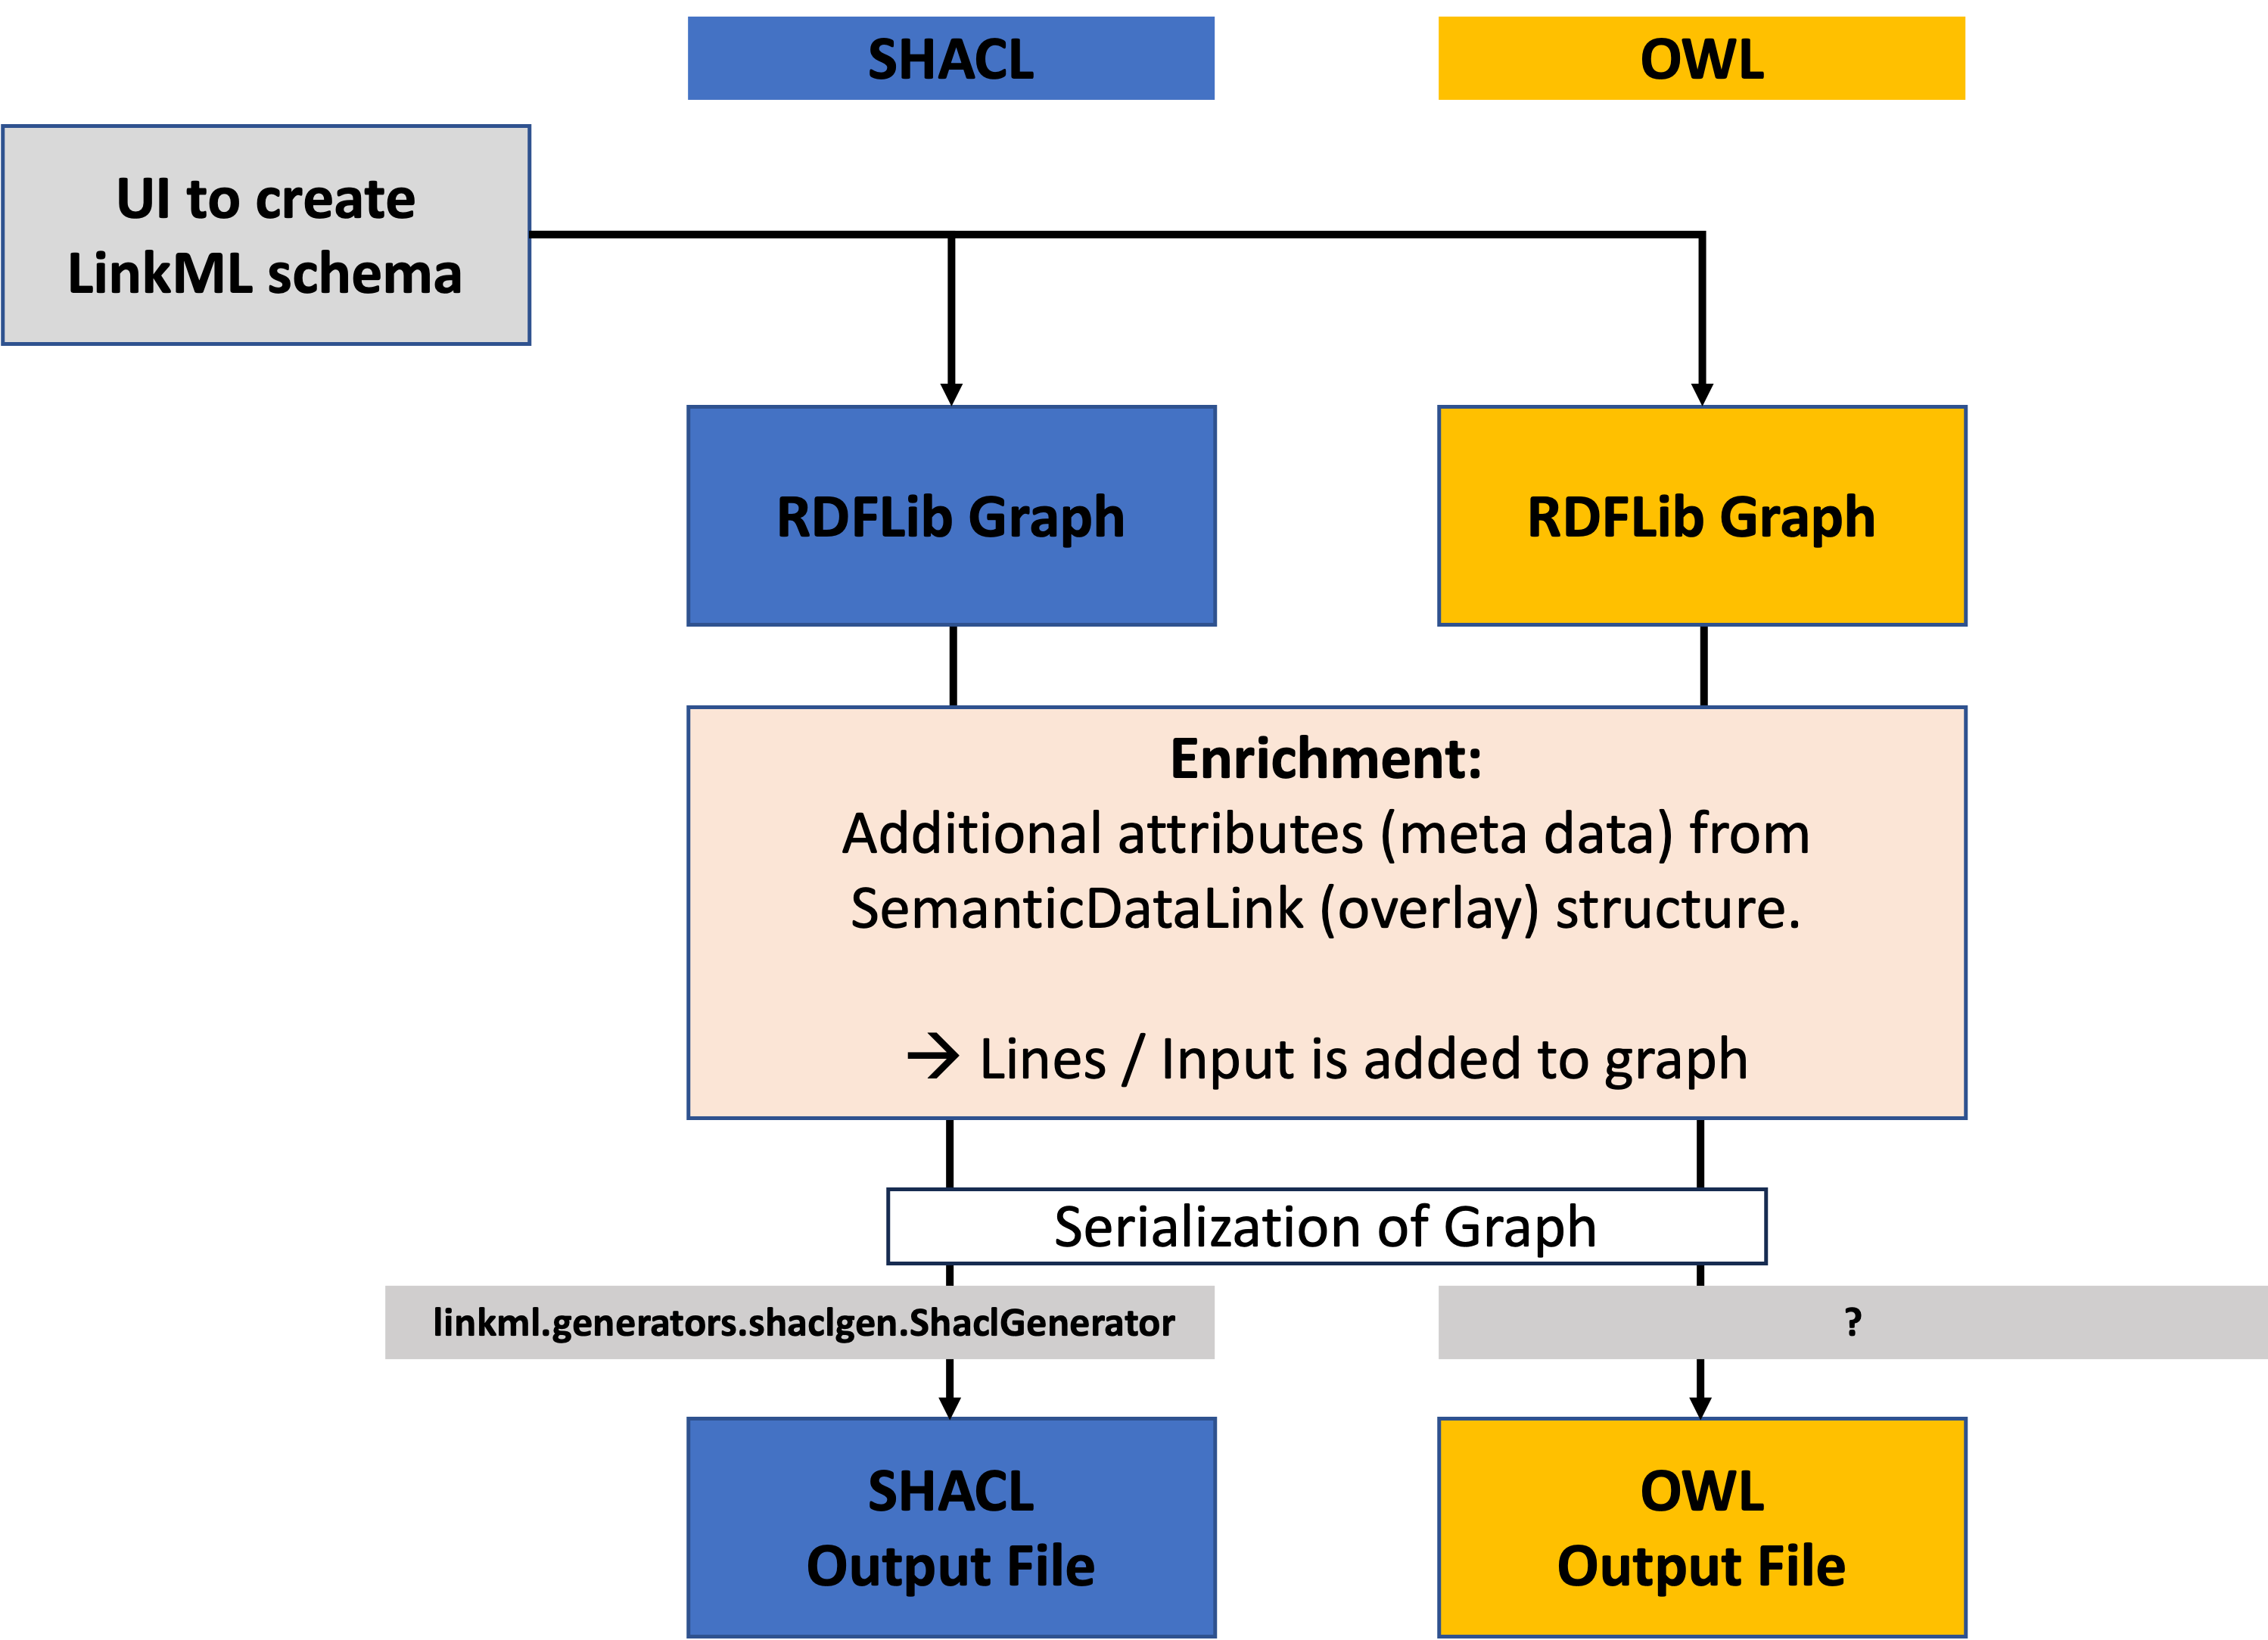 SHACL
OWL
UI to create
LinkML schema
RDFLib Graph
RDFLib Graph
Enrichment:
Additional attributes (meta data) from
SemanticDataLink (overlay) structure.
→ Lines / Input is added to graph
Serialization of Graph
linkml.generators.shaclgen.ShaclGenerator
?
SHACL
Output File
OWL
Output File